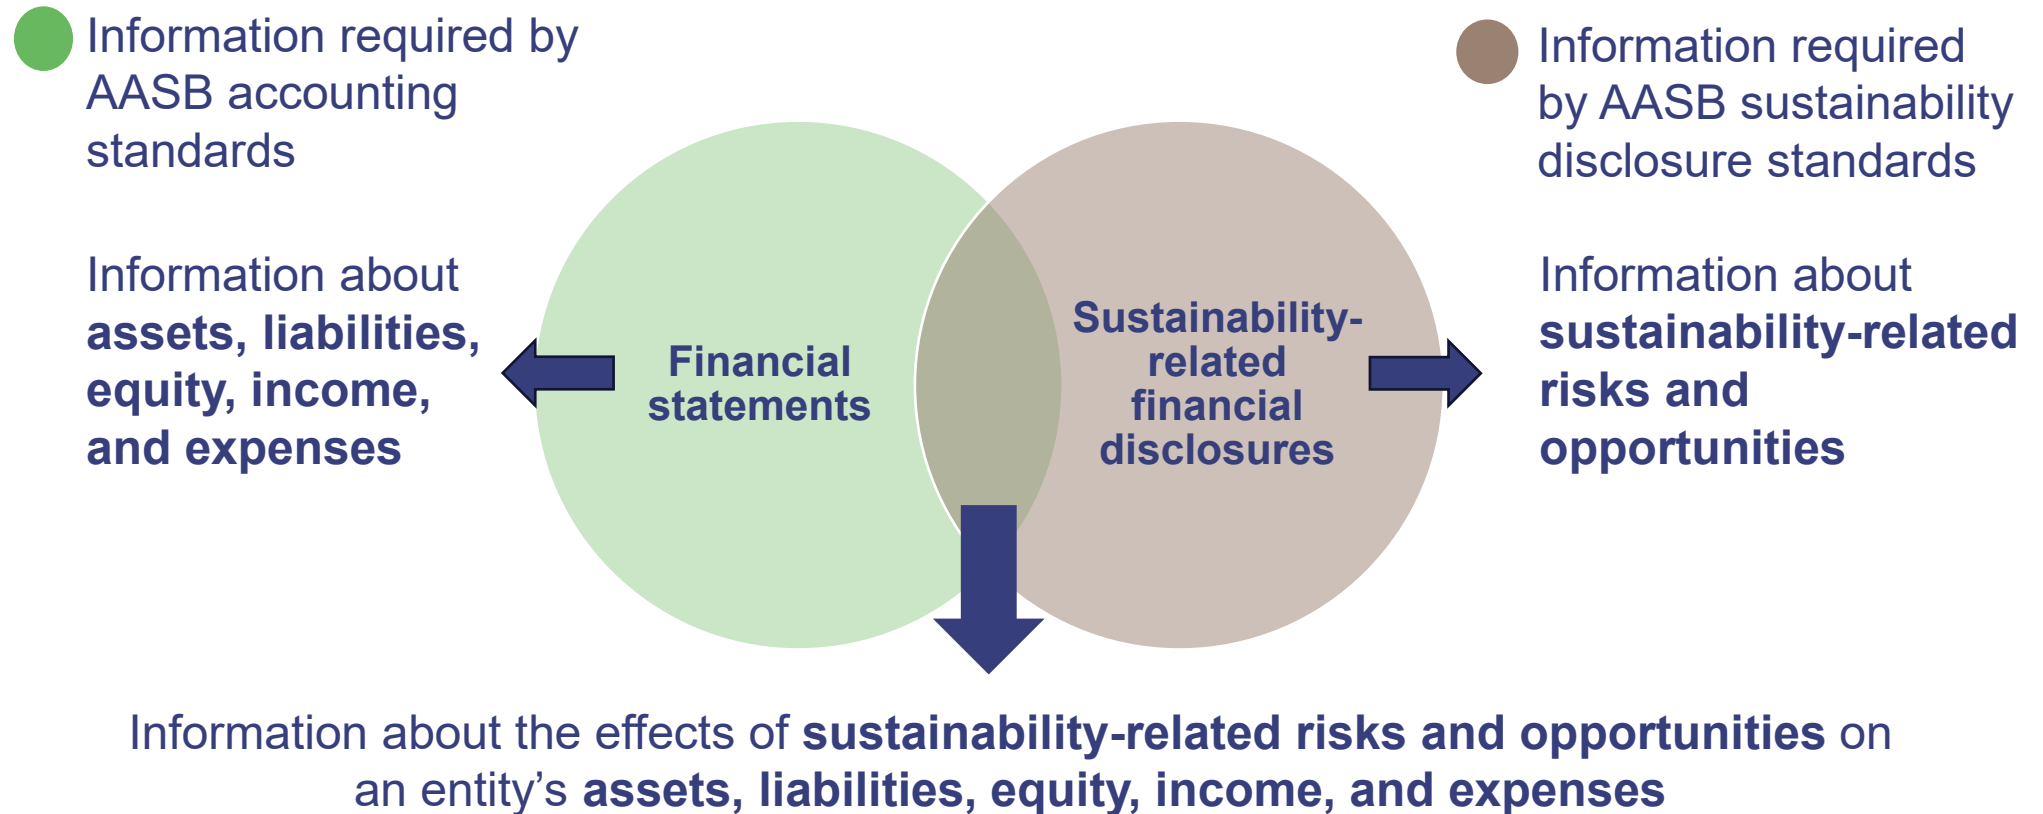 Information required by
AASB accounting
standards
Information about
assets, liabilities,
equity, income,
and expenses
Financial
statements
Sustainability-
related
financial
disclosures
Information required
by AASB sustainability
disclosure standards
Information about
sustainability-related
risks and
opportunities
Information about the effects of sustainability-related risks and opportunities on
an entity’s assets, liabilities, equity, income, and expenses